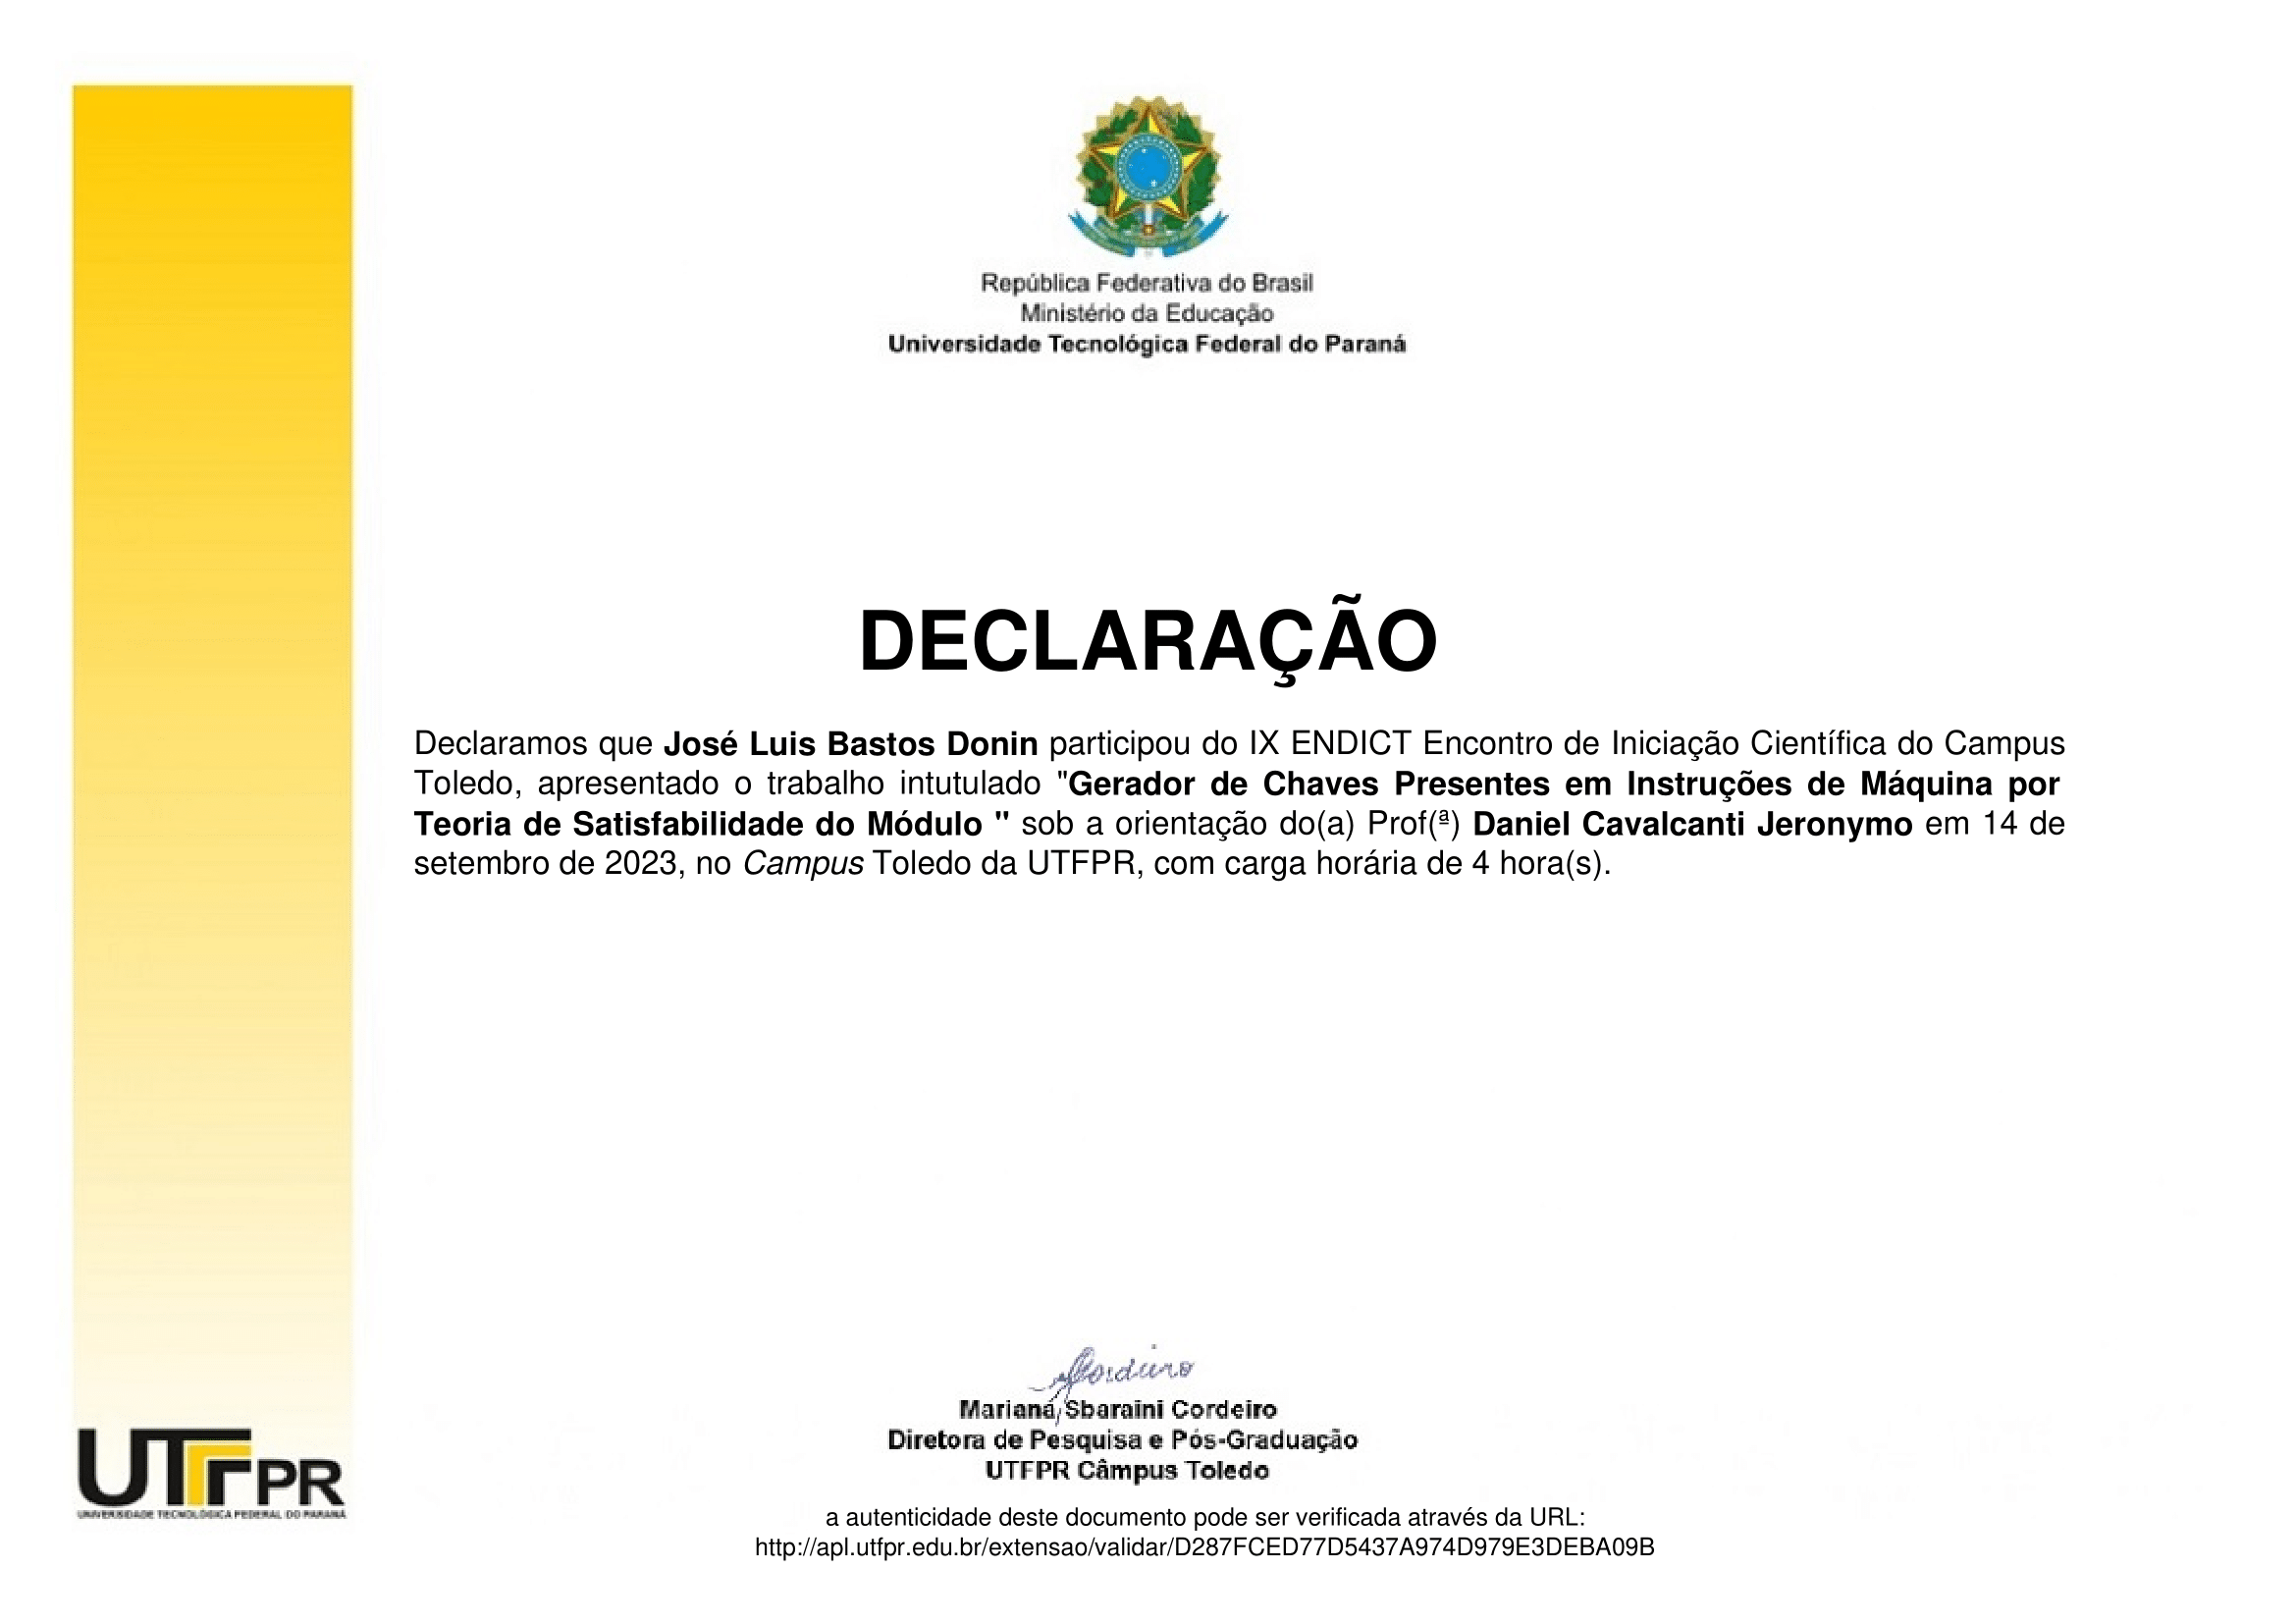 República Federativa do Brasil
Ministério da Educação
Universidade Tecnológica Federal do Paraná
DECLARAÇÃO
Declaramos que José Luis Bastos Donin participou do IX ENDICT Encontro de Iniciação Científica do Campus
Toledo, apresentado o trabalho intutulado "Gerador de Chaves Presentes em Instruções de Máquina por
Teoria de Satisfabilidade do Módulo " sob a orientação do(a) Prof(ª) Daniel Cavalcanti Jeronymo em 14 de
setembro de 2023, no Campus Toledo da UTFPR, com carga horária de 4 hora(s).
Cordeiro
Mariana Sbaraini Cordeiro
Diretora de Pesquisa e Pós-Graduação
UTFPR Câmpus Toledo
UTFPR
UNIVERSIDADE TECNOLÓGICA FEDERAL DO PARANÁ
a autenticidade deste documento pode ser verificada através da URL:
http://apl.utfpr.edu.br/extensao/validar/D287FCED77D5437A974D979E3DEBA09B